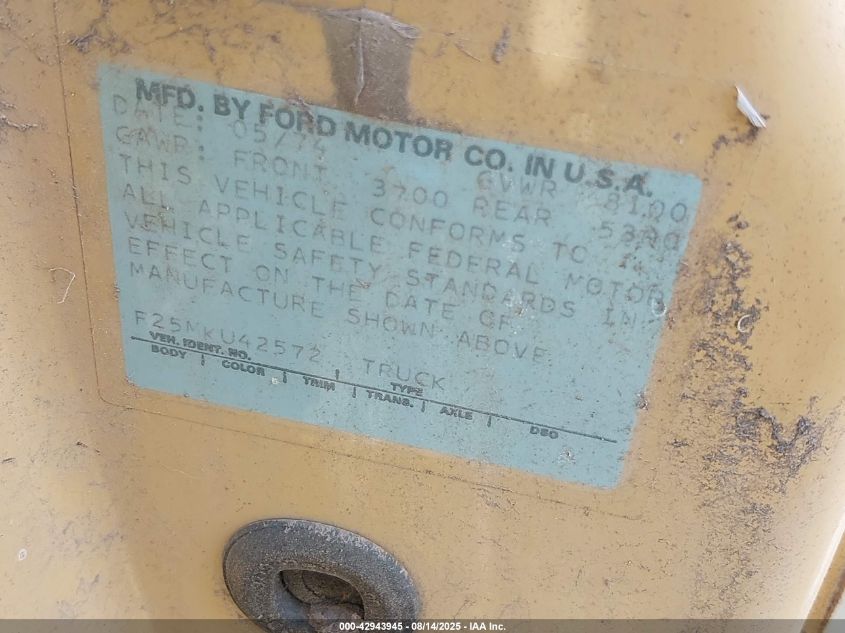 MFD. BY FORD MOTOR CO. IN U.S.A.
DATE: 05/74 GVWR 8100
GAWR: FRONT 3700 REAR 5300
THIS VEHICLE CONFORMS TO
ALL APPLICABLE FEDERAL MOTOR
VEHICLE SAFETY STANDARDS IN
EFFECT ON THE DATE OF
MANUFACTURE SHOWN ABOVE
F25MKU42572 TRUCK
VEH. IDENT. NO. TYPE
BODY COLOR TRIM TRANS. AXLE DSO
000-42943945 - 08/14/2025 - IAA Inc.